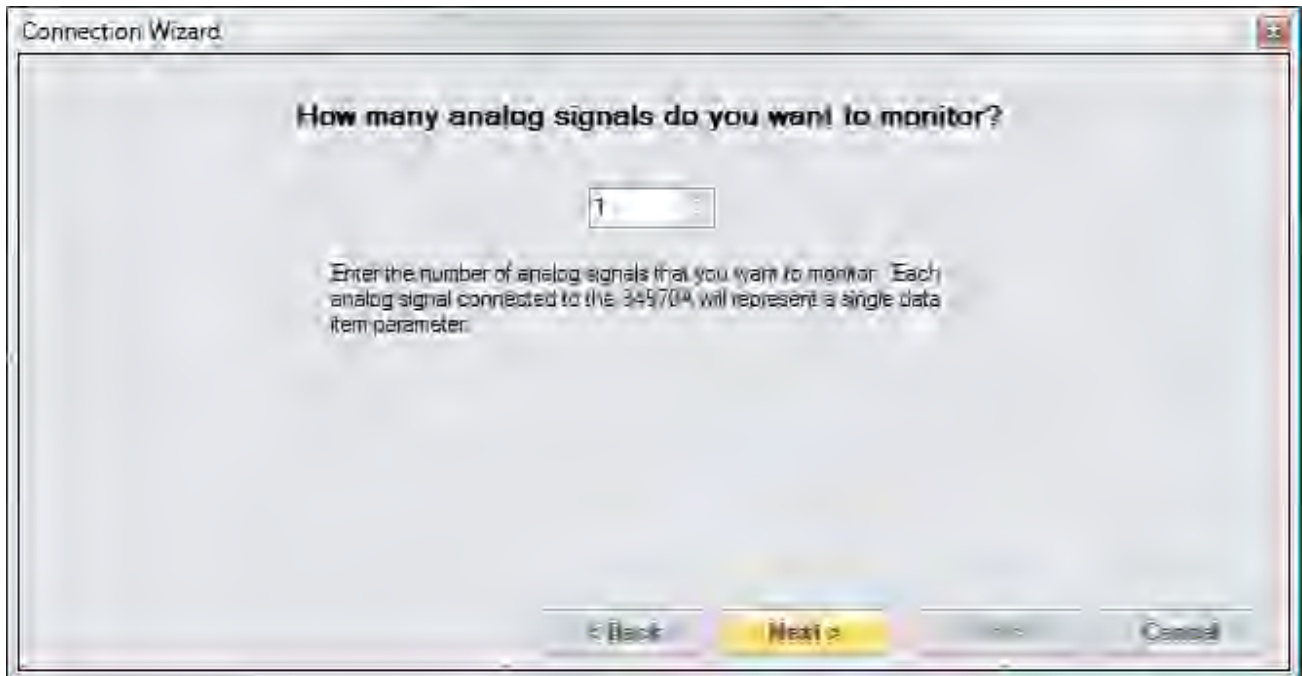 Connection Wizard
How many analog signals do you want to monitor?
1
Enter the number of analog signals that you want to monitor. Each
analog signal connected to the 34970A will represent a single data
item parameter.
< Back Next > Cancel